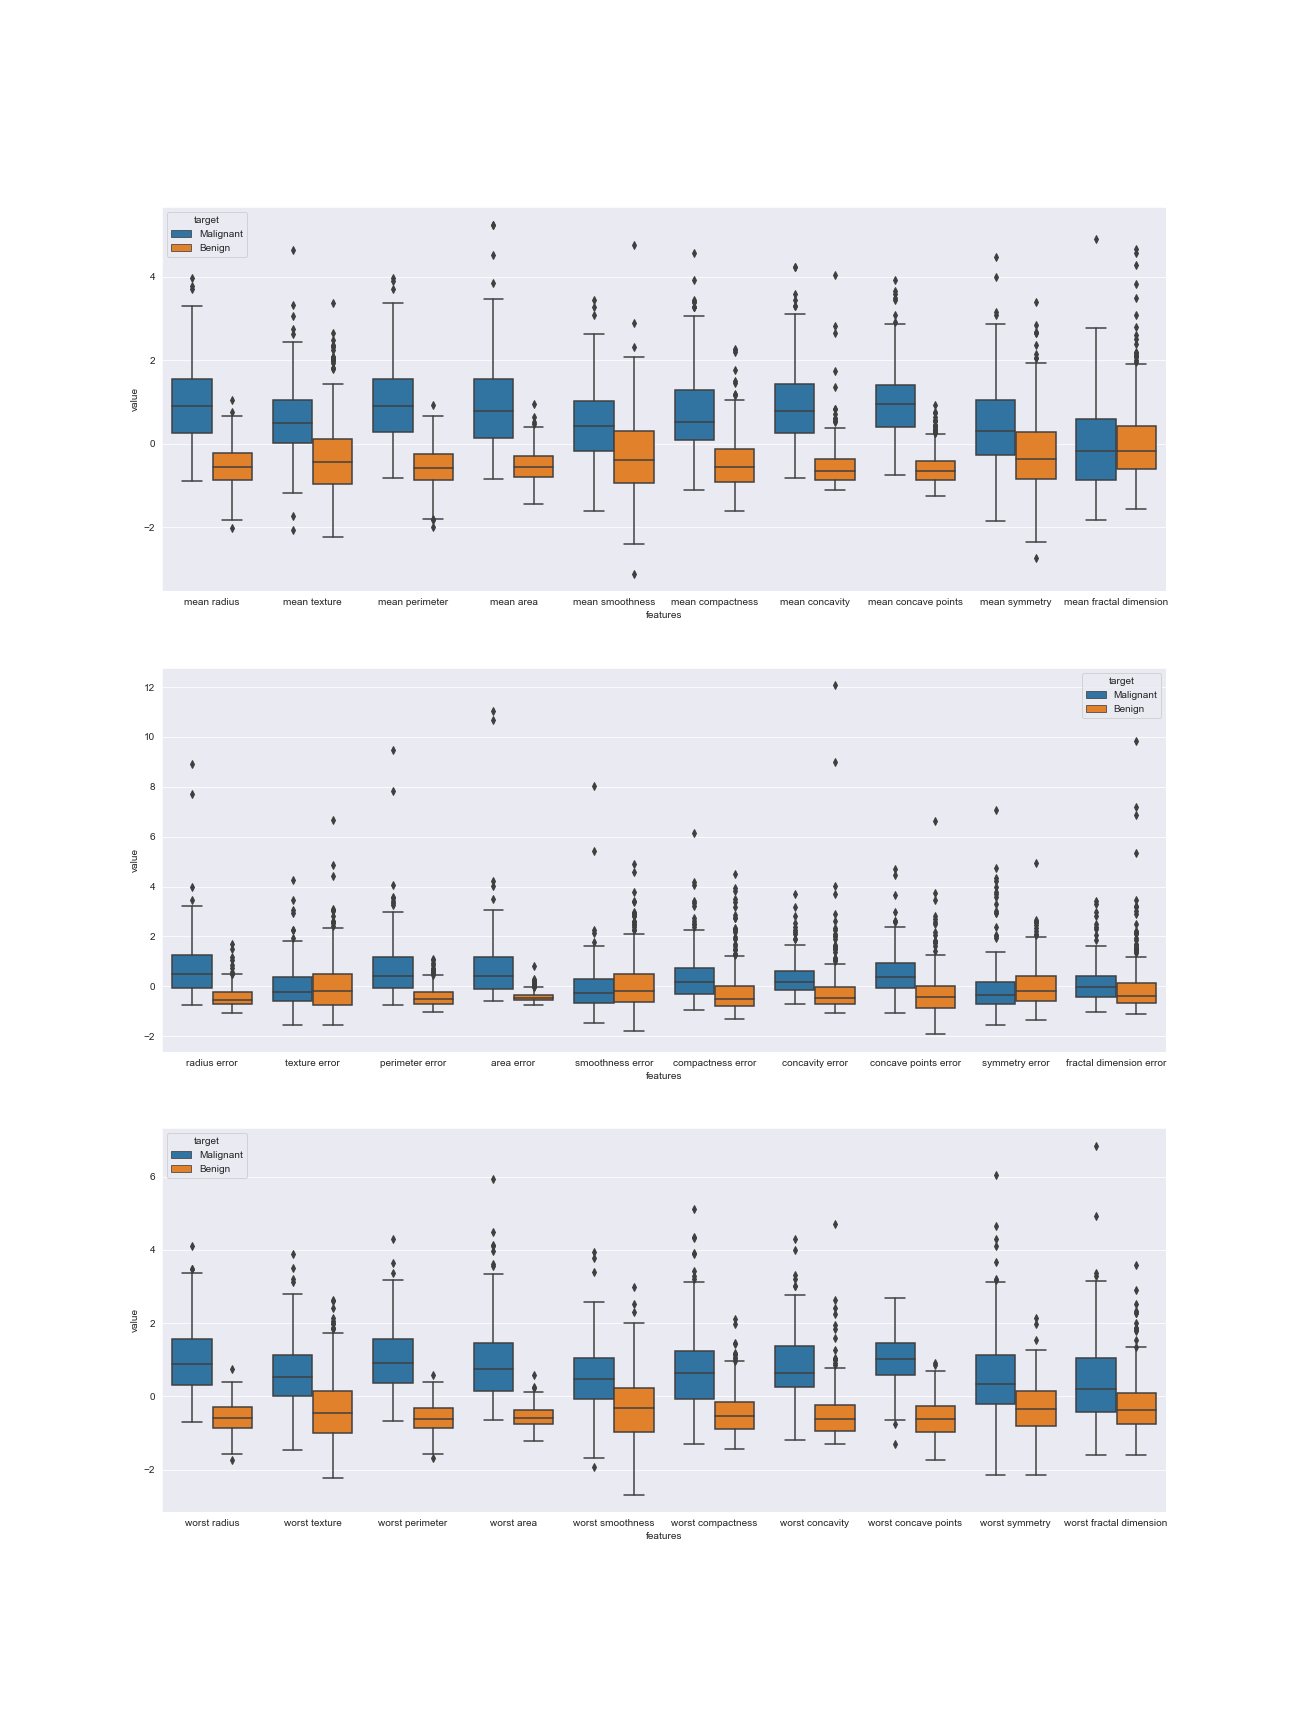 target
Malignant
Benign
4
2
0
−2
value
mean radius mean texture mean perimeter mean area mean smoothness mean compactness mean concavity mean concave points mean symmetry mean fractal dimension
features
target
Malignant
Benign
12
10
8
6
4
2
0
−2
value
radius error texture error perimeter error area error smoothness error compactness error concavity error concave points error symmetry error fractal dimension error
features
target
Malignant
Benign
6
4
2
0
−2
value
worst radius worst texture worst perimeter worst area worst smoothness worst compactness worst concavity worst concave points worst symmetry worst fractal dimension
features